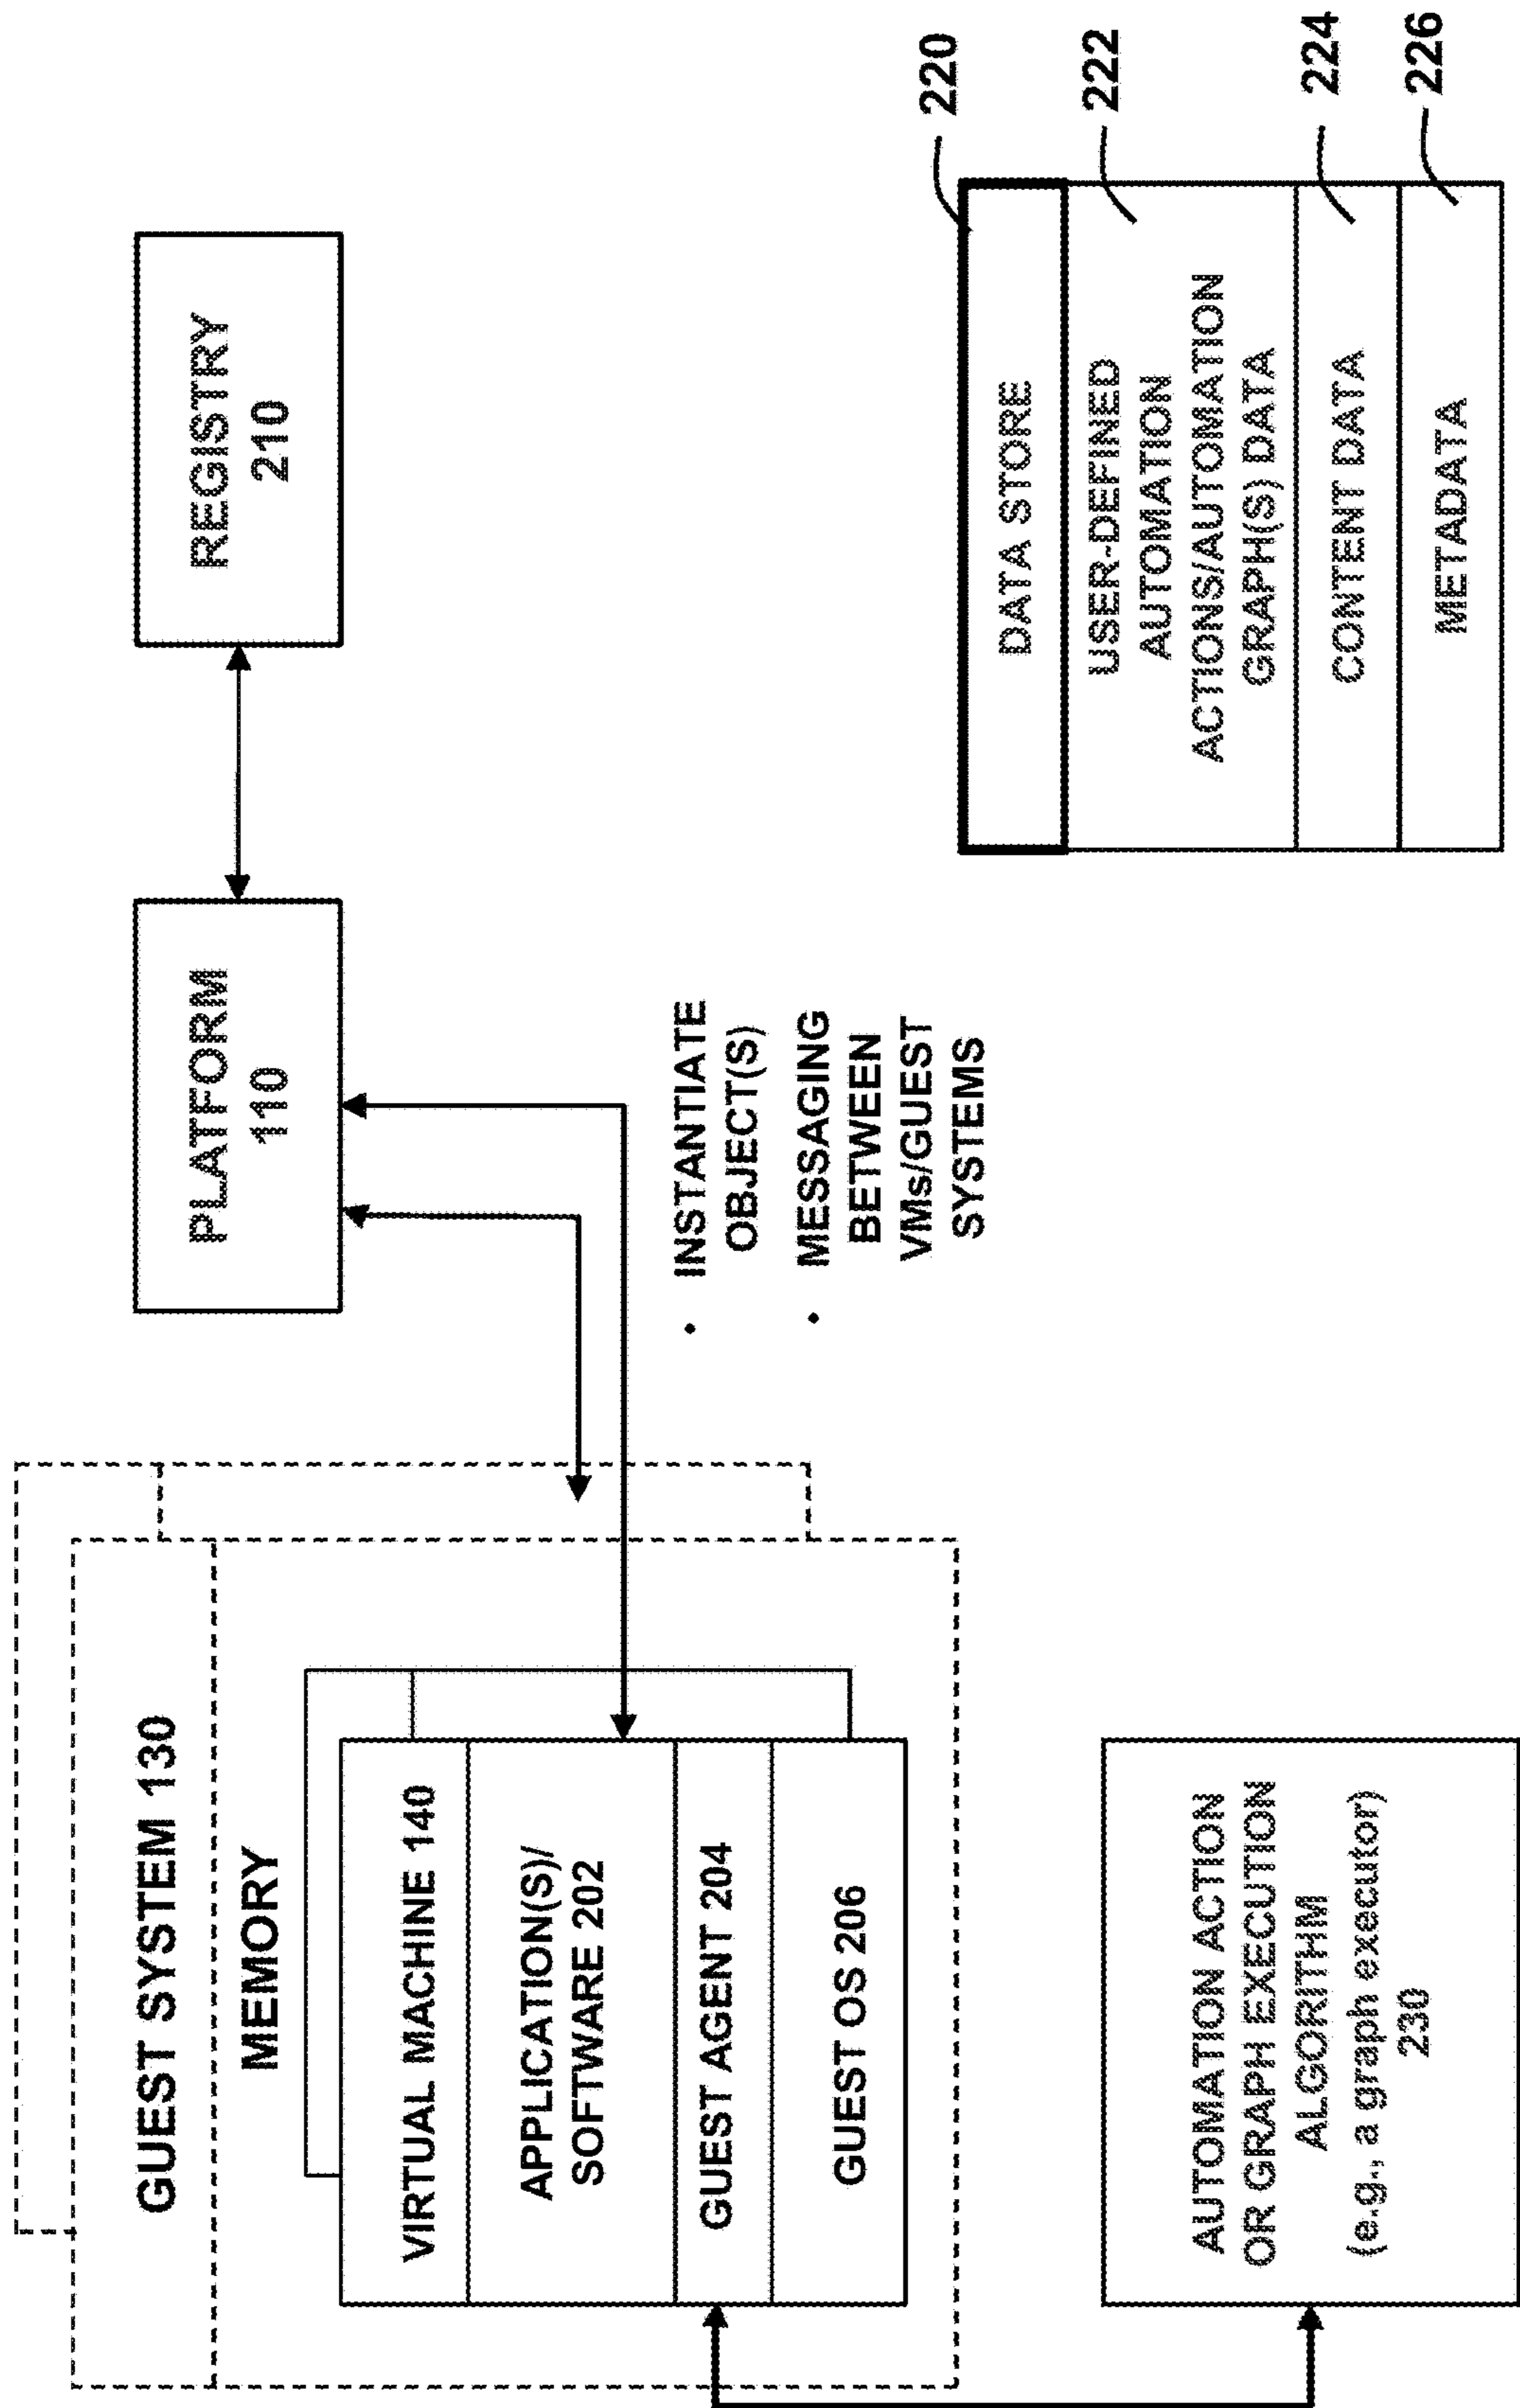 GUEST SYSTEM 130
MEMORY
VIRTUAL MACHINE 140
APPLICATION(S)/
SOFTWARE 202
GUEST AGENT 204
GUEST OS 206
PLATFORM
110
REGISTRY
210
• INSTANTIATE
OBJECT(S)
• MESSAGING
BETWEEN
VMs/GUEST
SYSTEMS
AUTOMATION ACTION
OR GRAPH EXECUTION
ALGORITHM
(e.g., a graph executor)
230
DATA STORE
220
USER-DEFINED
AUTOMATION
ACTIONS/AUTOMATION
GRAPH(S) DATA
222
CONTENT DATA
224
METADATA
226